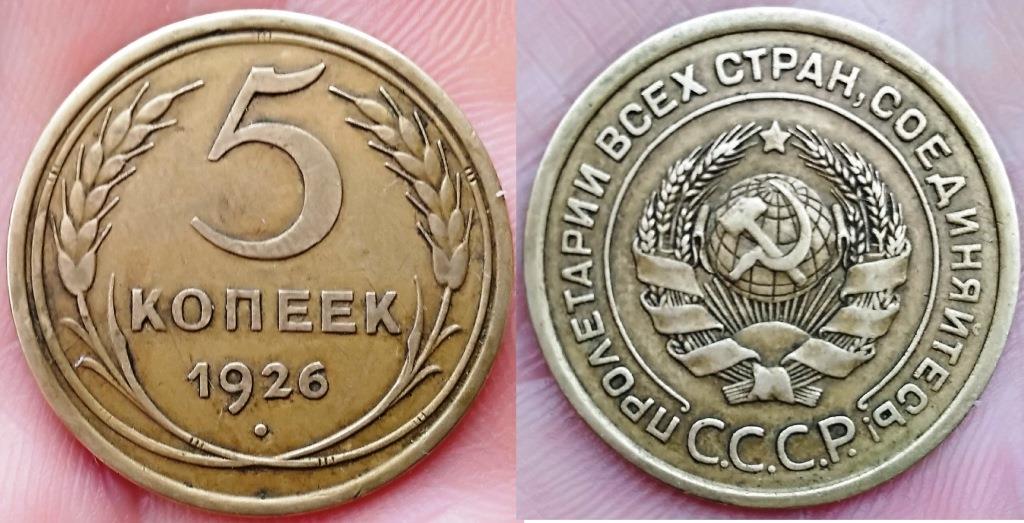 5
КОПЕЕК
1926
ПРОЛЕТАРИИ ВСЕХ СТРАН, СОЕДИНЯЙТЕСЬ!
С.С.С.Р.